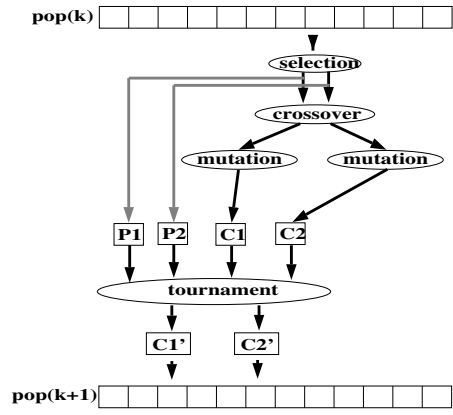 pop(k)
selection
crossover
mutation
mutation
P1
P2
C1
C2
tournament
C1'
C2'
pop(k+1)